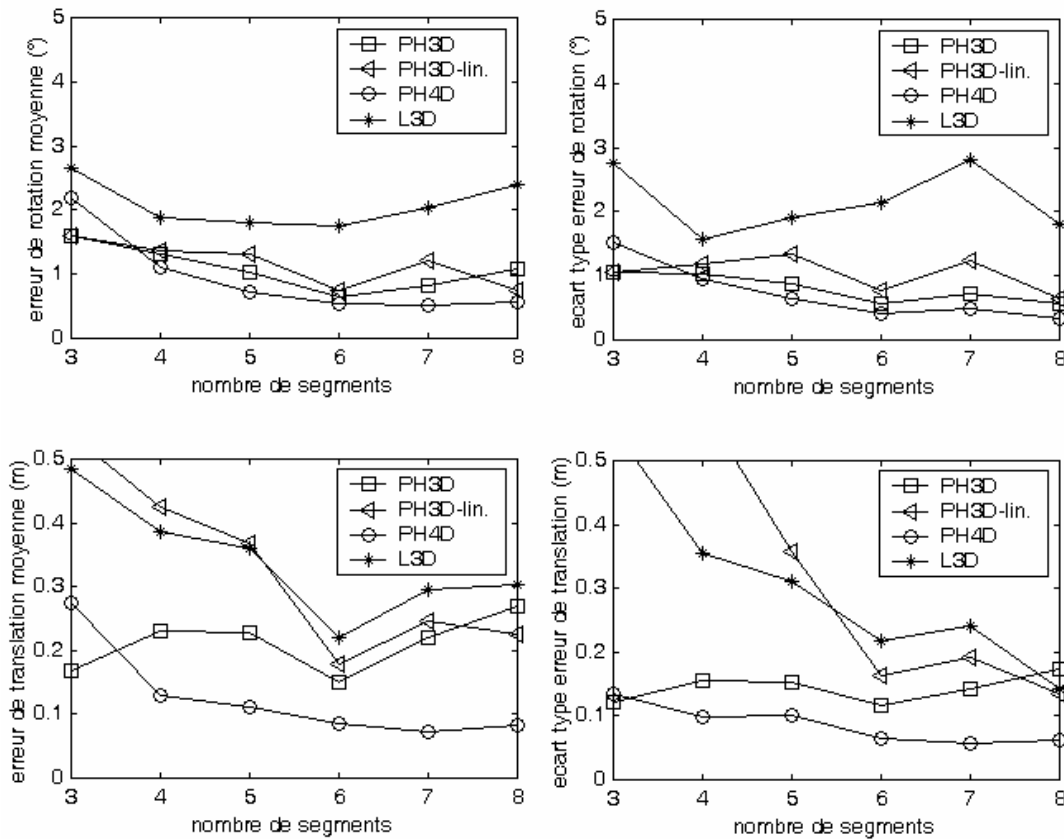 erreur de rotation moyenne (º)
5
4
3
2
1
0
PH3D
PH3D-lin.
PH4D
L3D
3 4 5 6 7 8
nombre de segments
ecart type erreur de rotation (º)
5
4
3
2
1
0
PH3D
PH3D-lin.
PH4D
L3D
3 4 5 6 7 8
nombre de segments
erreur de translation moyenne (m)
0.5
0.4
0.3
0.2
0.1
0
PH3D
PH3D-lin.
PH4D
L3D
3 4 5 6 7 8
nombre de segments
ecart type erreur de translation (m)
0.5
0.4
0.3
0.2
0.1
0
PH3D
PH3D-lin.
PH4D
L3D
3 4 5 6 7 8
nombre de segments